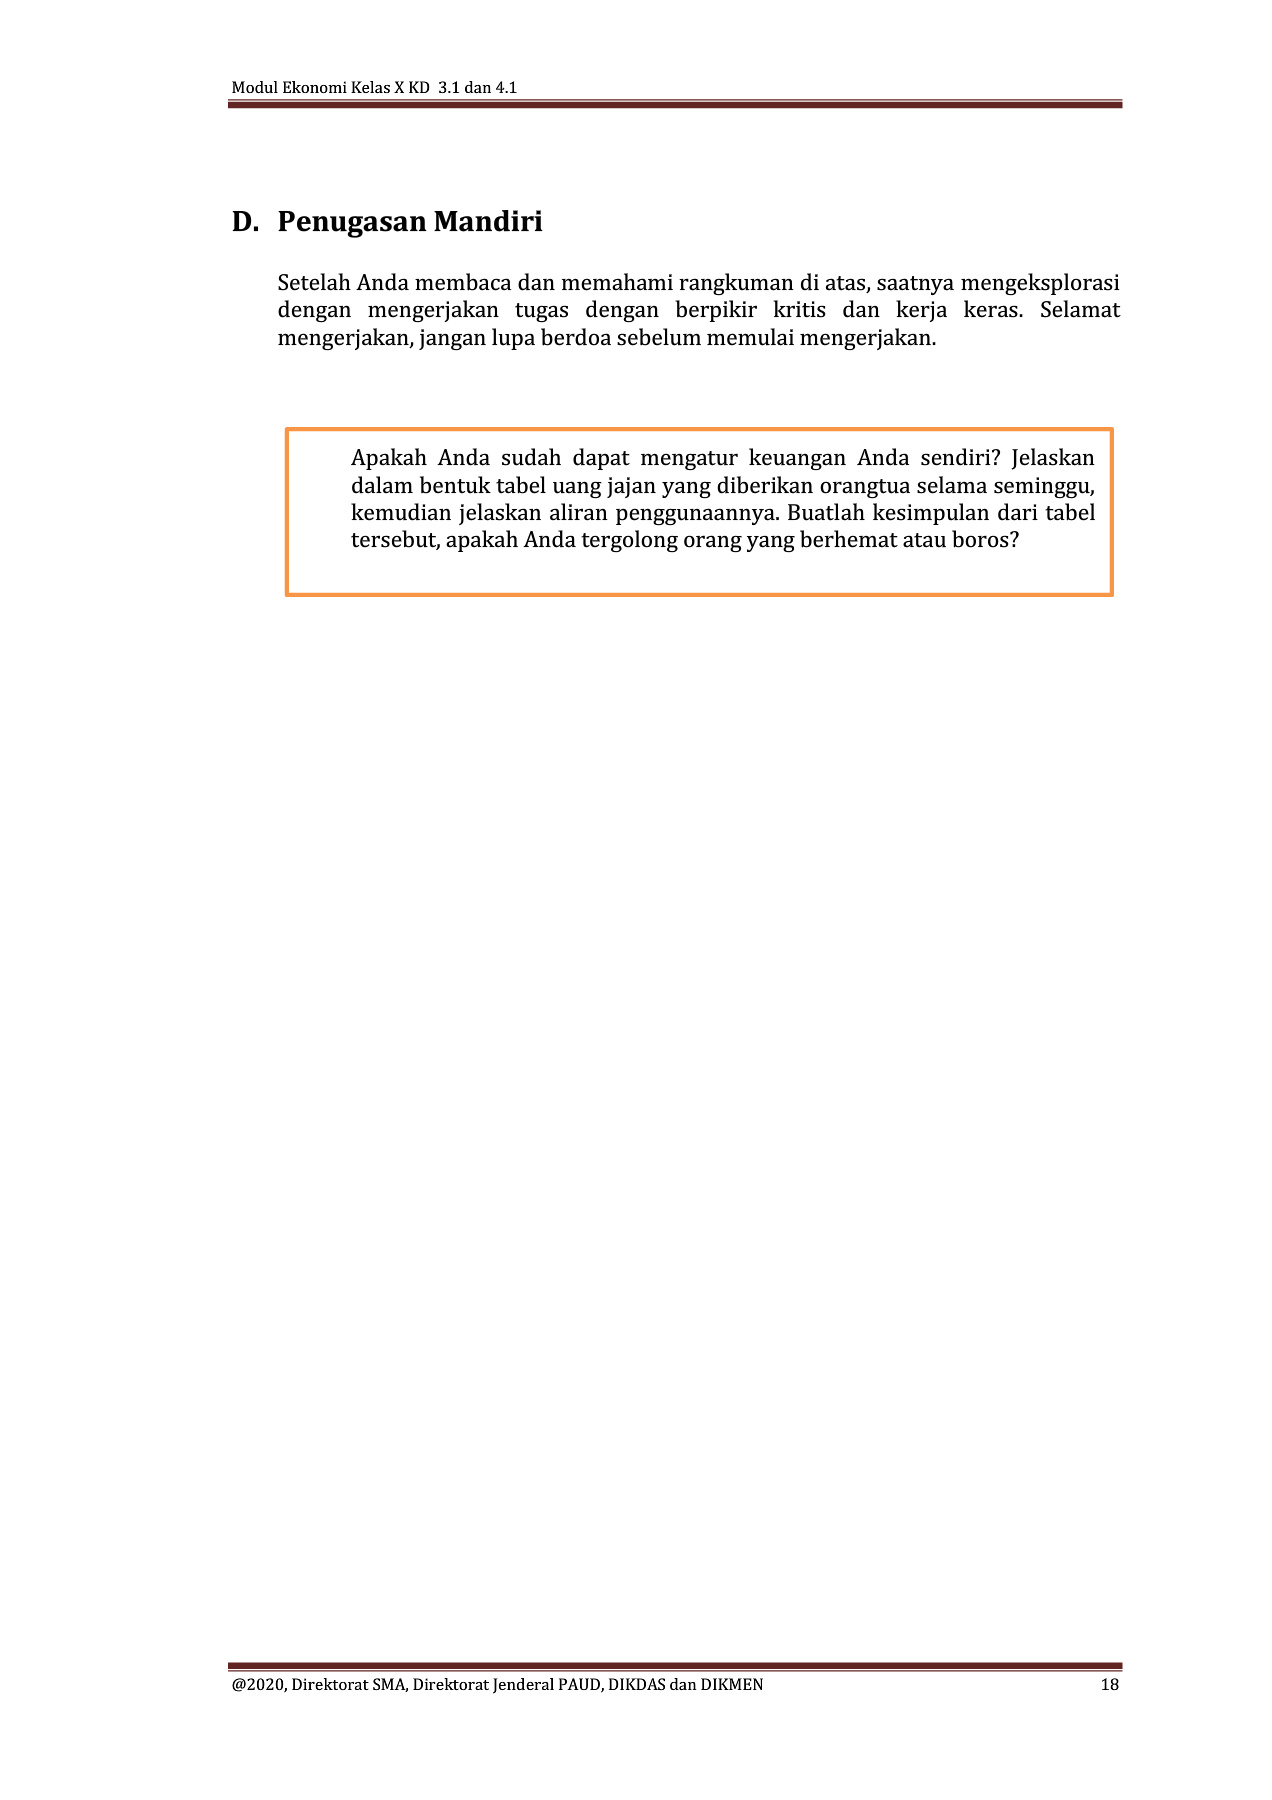 Modul Ekonomi Kelas X KD  3.1 dan 4.1
D. Penugasan Mandiri
Setelah Anda membaca dan memahami rangkuman di atas, saatnya mengeksplorasi
dengan mengerjakan tugas dengan berpikir kritis dan kerja keras. Selamat
mengerjakan, jangan lupa berdoa sebelum memulai mengerjakan.
Apakah Anda sudah dapat mengatur keuangan Anda sendiri? Jelaskan
dalam bentuk tabel uang jajan yang diberikan orangtua selama seminggu,
kemudian jelaskan aliran penggunaannya. Buatlah kesimpulan dari tabel
tersebut, apakah Anda tergolong orang yang berhemat atau boros?
@2020, Direktorat SMA, Direktorat Jenderal PAUD, DIKDAS dan DIKMEN 18